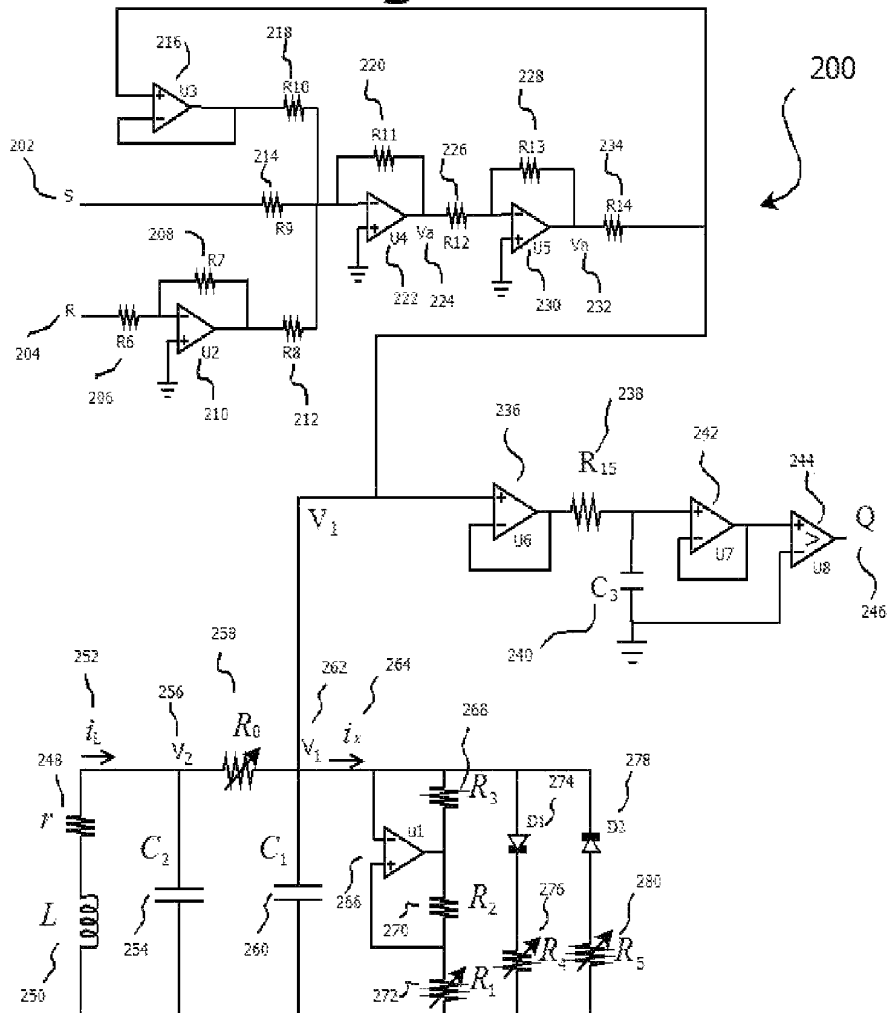 216
218
U3
R10
220
228
200
R11
226
R13
234
202
S
214
R9
R14
U4
R12
U5
208
Va
Vn
R7
222
224
230
232
204
R
R6
U2
R8
206
210
212
236
238
R15
242
244
V1
U6
U7
Q
U8
C3
240
246
258
252
262
264
256
268
iL
V2
R0
V1
ix
248
R3
274
278
r
U1
D1
D2
C2
C1
266
R2
276
280
L
270
254
260
R4
R5
272
R1
250